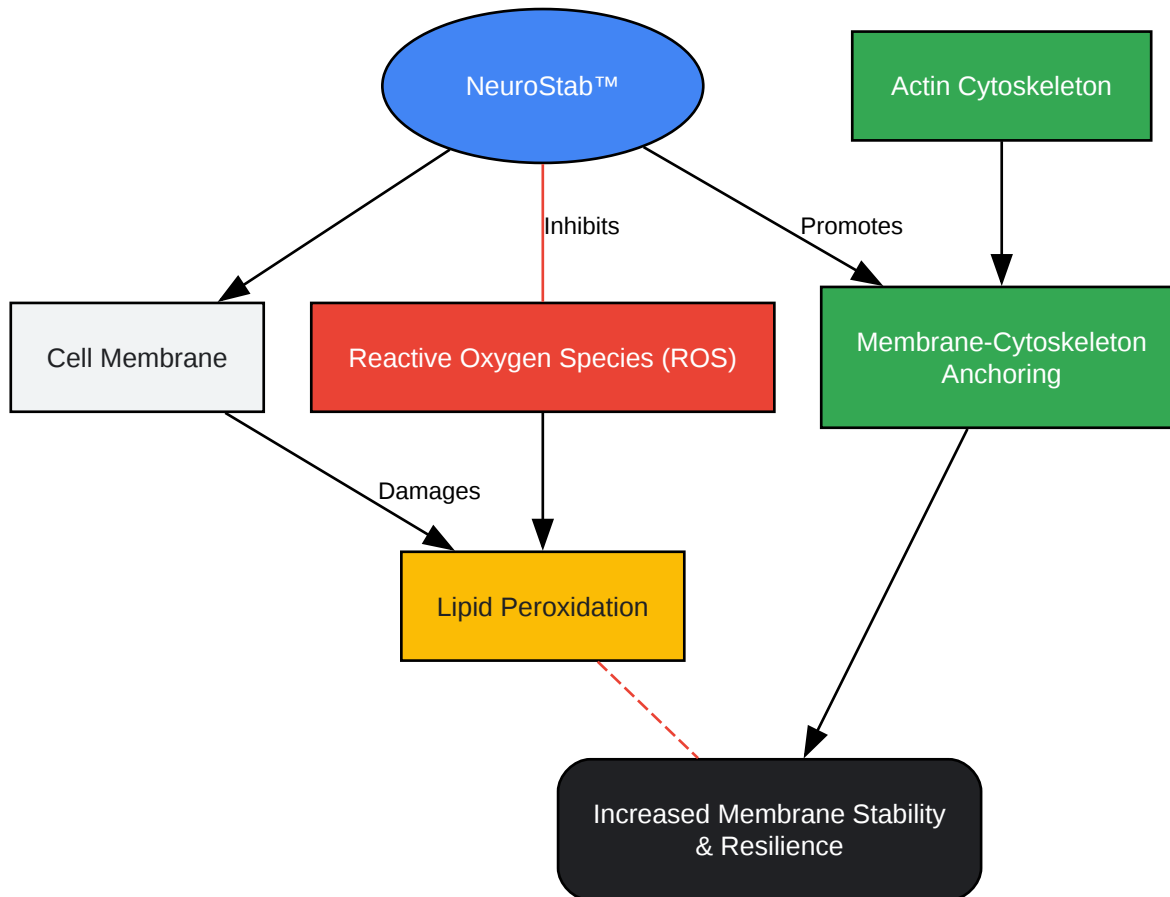 NeuroStab™
Actin Cytoskeleton
Inhibits
Promotes
Cell Membrane
Reactive Oxygen Species (ROS)
Membrane-Cytoskeleton
Anchoring
Damages
Lipid Peroxidation
Increased Membrane Stability
& Resilience